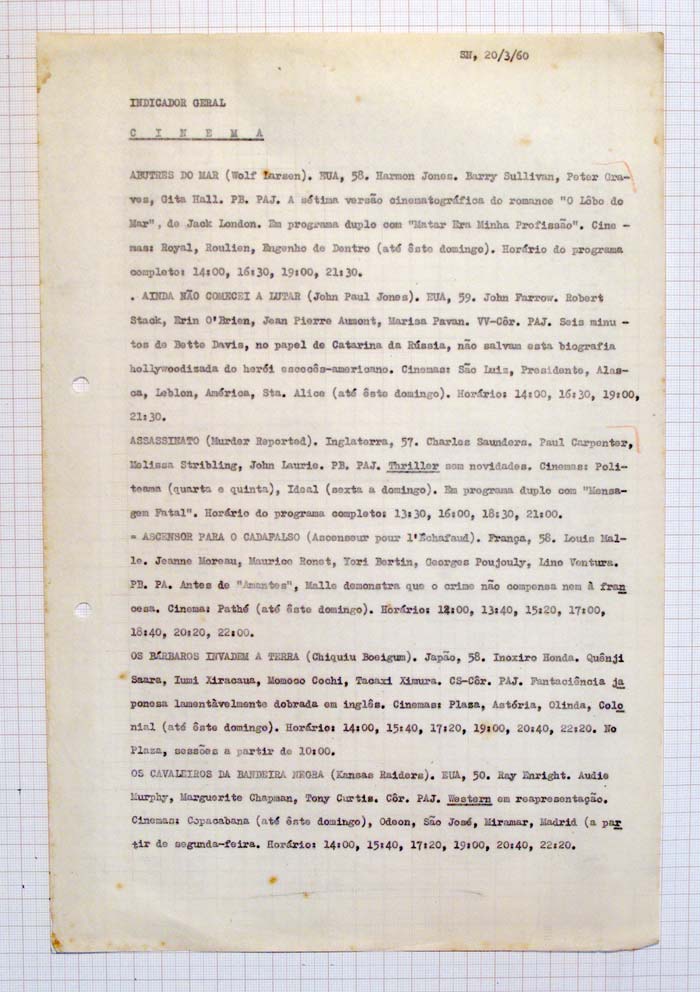 SN, 20/3/60
INDICADOR GERAL
C I N E M A
ABUTRES DO MAR (Wolf Larsen). EUA, 58. Harmon Jones. Barry Sullivan, Peter Gra-
ves, Gita Hall. PB. PAJ. A sétima versão cinematográfica do romance "O Lôbo do
Mar", de Jack London. Em programa duplo com "Matar Era Minha Profissão". Cine -
mas: Royal, Roulien, Engenho de Dentro (até êste domingo). Horário do programa
completo: 14:00, 16:30, 19:00, 21:30.
. AINDA NÃO COMECEI A LUTAR (John Paul Jones). EUA, 59. John Farrow. Robert
Stack, Erin O'Brien, Jean Pierre Aumont, Marisa Pavan. VV-Côr. PAJ. Seis minu -
tos de Bette Davis, no papel de Catarina da Rússia, não salvam esta biografia
hollywoodizada do herói escocês-americano. Cinemas: São Luiz, Presidente, Alas-
ca, Leblon, América, Sta. Alice (até êste domingo). Horário: 14:00, 16:30, 19:00,
21:30.
ASSASSINATO (Murder Reported). Inglaterra, 57. Charles Saunders. Paul Carpenter,
Melissa Stribling, John Laurie. PB. PAJ. Thriller sem novidades. Cinemas: Poli-
teama (quarta e quinta), Ideal (sexta a domingo). Em programa duplo com "Mensa-
gem Fatal". Horário do programa completo: 13:30, 16:00, 18:30, 21:00.
= ASCENSOR PARA O CADAFALSO (Ascenseur pour l'Échafaud). França, 58. Louis Mal-
le. Jeanne Moreau, Maurice Ronet, Yori Bertin, Georges Poujouly, Lino Ventura.
PB. PA. Antes de "Amantes", Malle demonstra que o crime não compensa nem à fran
cesa. Cinema: Pathé (até êste domingo). Horário: 12:00, 13:40, 15:20, 17:00,
18:40, 20:20, 22:00.
OS BÁRBAROS INVADEM A TERRA (Chiquiu Boeigum). Japão, 58. Inoxiro Honda. Quênji
Saara, Iumi Xiracaua, Momoco Cochi, Tacaxi Ximura. CS-Côr. PAJ. Fantaciência ja
ponesa lamentàvelmente dobrada em inglês. Cinemas: Plaza, Astória, Olinda, Colo
nial (até êste domingo). Horário: 14:00, 15:40, 17:20, 19:00, 20:40, 22:20. No
Plaza, sessões a partir de 10:00.
OS CAVALEIROS DA BANDEIRA NEGRA (Kansas Raiders). EUA, 50. Ray Enright. Audie
Murphy, Marguerite Chapman, Tony Curtis. Côr. PAJ. Western em reapresentação.
Cinemas: Copacabana (até êste domingo), Odeon, São José, Miramar, Madrid (a par
tir de segunda-feira. Horário: 14:00, 15:40, 17:20, 19:00, 20:40, 22:20.